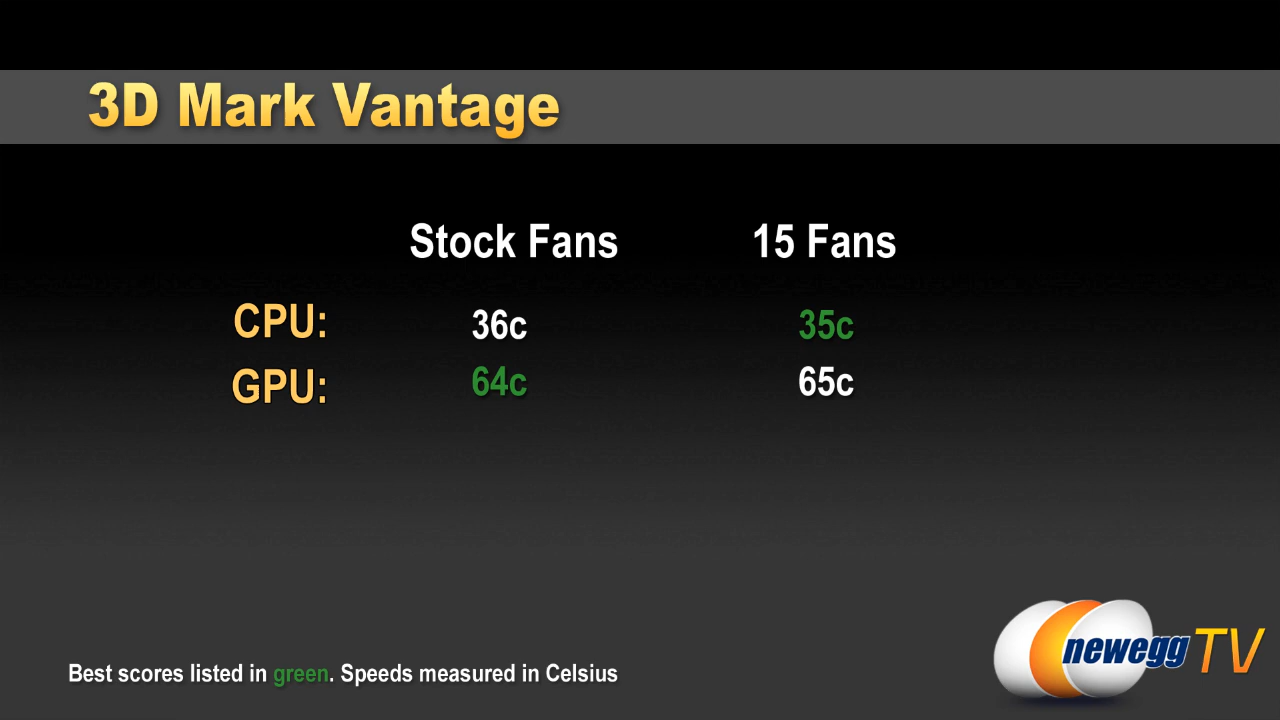 3D Mark Vantage
Stock Fans 15 Fans
CPU: 36c 35c
GPU: 64c 65c
Best scores listed in green. Speeds measured in Celsius
newegg TV